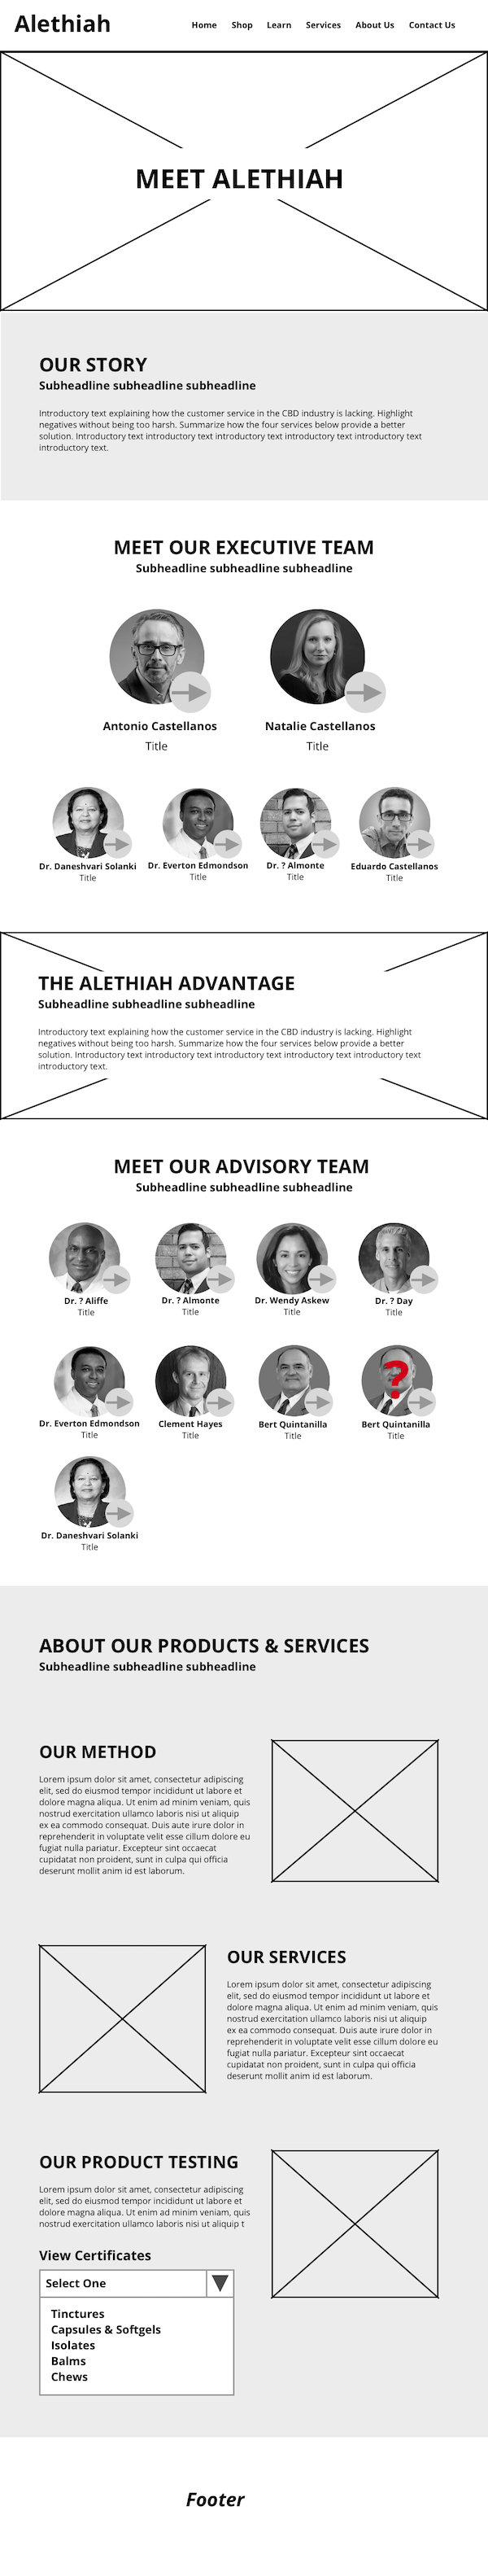 Alethiah
Home Shop Learn Services About Us Contact Us
MEET ALETHIAH
OUR STORY
Subheadline subheadline subheadline
Introductory text explaining how the customer service in the CBD industry is lacking. Highlight
negatives without being too harsh. Summarize how the four services below provide a better
solution. Introductory text introductory text introductory text introductory text introductory text
introductory text.
MEET OUR EXECUTIVE TEAM
Subheadline subheadline subheadline
Antonio Castellanos
Title
Natalie Castellanos
Title
Dr. Daneshvari Solanki
Title
Dr. Everton Edmondson
Title
Dr. ? Almonte
Title
Eduardo Castellanos
Title
THE ALETHIAH ADVANTAGE
Subheadline subheadline subheadline
Introductory text explaining how the customer service in the CBD industry is lacking. Highlight
negatives without being too harsh. Summarize how the four services below provide a better
solution. Introductory text introductory text introductory text introductory text introductory text
introductory text.
MEET OUR ADVISORY TEAM
Subheadline subheadline subheadline
Dr. ? Aliffe
Title
Dr. ? Almonte
Title
Dr. Wendy Askew
Title
Dr. ? Day
Title
Dr. Everton Edmondson
Title
Clement Hayes
Title
Bert Quintanilla
Title
?
Bert Quintanilla
Title
Dr. Daneshvari Solanki
Title
ABOUT OUR PRODUCTS & SERVICES
Subheadline subheadline subheadline
OUR METHOD
Lorem ipsum dolor sit amet, consectetur adipiscing
elit, sed do eiusmod tempor incididunt ut labore et
dolore magna aliqua. Ut enim ad minim veniam, quis
nostrud exercitation ullamco laboris nisi ut aliquip
ex ea commodo consequat. Duis aute irure dolor in
reprehenderit in voluptate velit esse cillum dolore eu
fugiat nulla pariatur. Excepteur sint occaecat
cupidatat non proident, sunt in culpa qui officia
deserunt mollit anim id est laborum.
OUR SERVICES
Lorem ipsum dolor sit amet, consectetur adipiscing
elit, sed do eiusmod tempor incididunt ut labore et
dolore magna aliqua. Ut enim ad minim veniam, quis
nostrud exercitation ullamco laboris nisi ut aliquip
ex ea commodo consequat. Duis aute irure dolor in
reprehenderit in voluptate velit esse cillum dolore eu
fugiat nulla pariatur. Excepteur sint occaecat
cupidatat non proident, sunt in culpa qui officia
deserunt mollit anim id est laborum.
OUR PRODUCT TESTING
Lorem ipsum dolor sit amet, consectetur adipiscing
elit, sed do eiusmod tempor incididunt ut labore et
dolore magna aliqua. Ut enim ad minim veniam, quis
nostrud exercitation ullamco laboris nisi ut aliquip t
View Certificates
Select One
Tinctures
Capsules & Softgels
Isolates
Balms
Chews
Footer